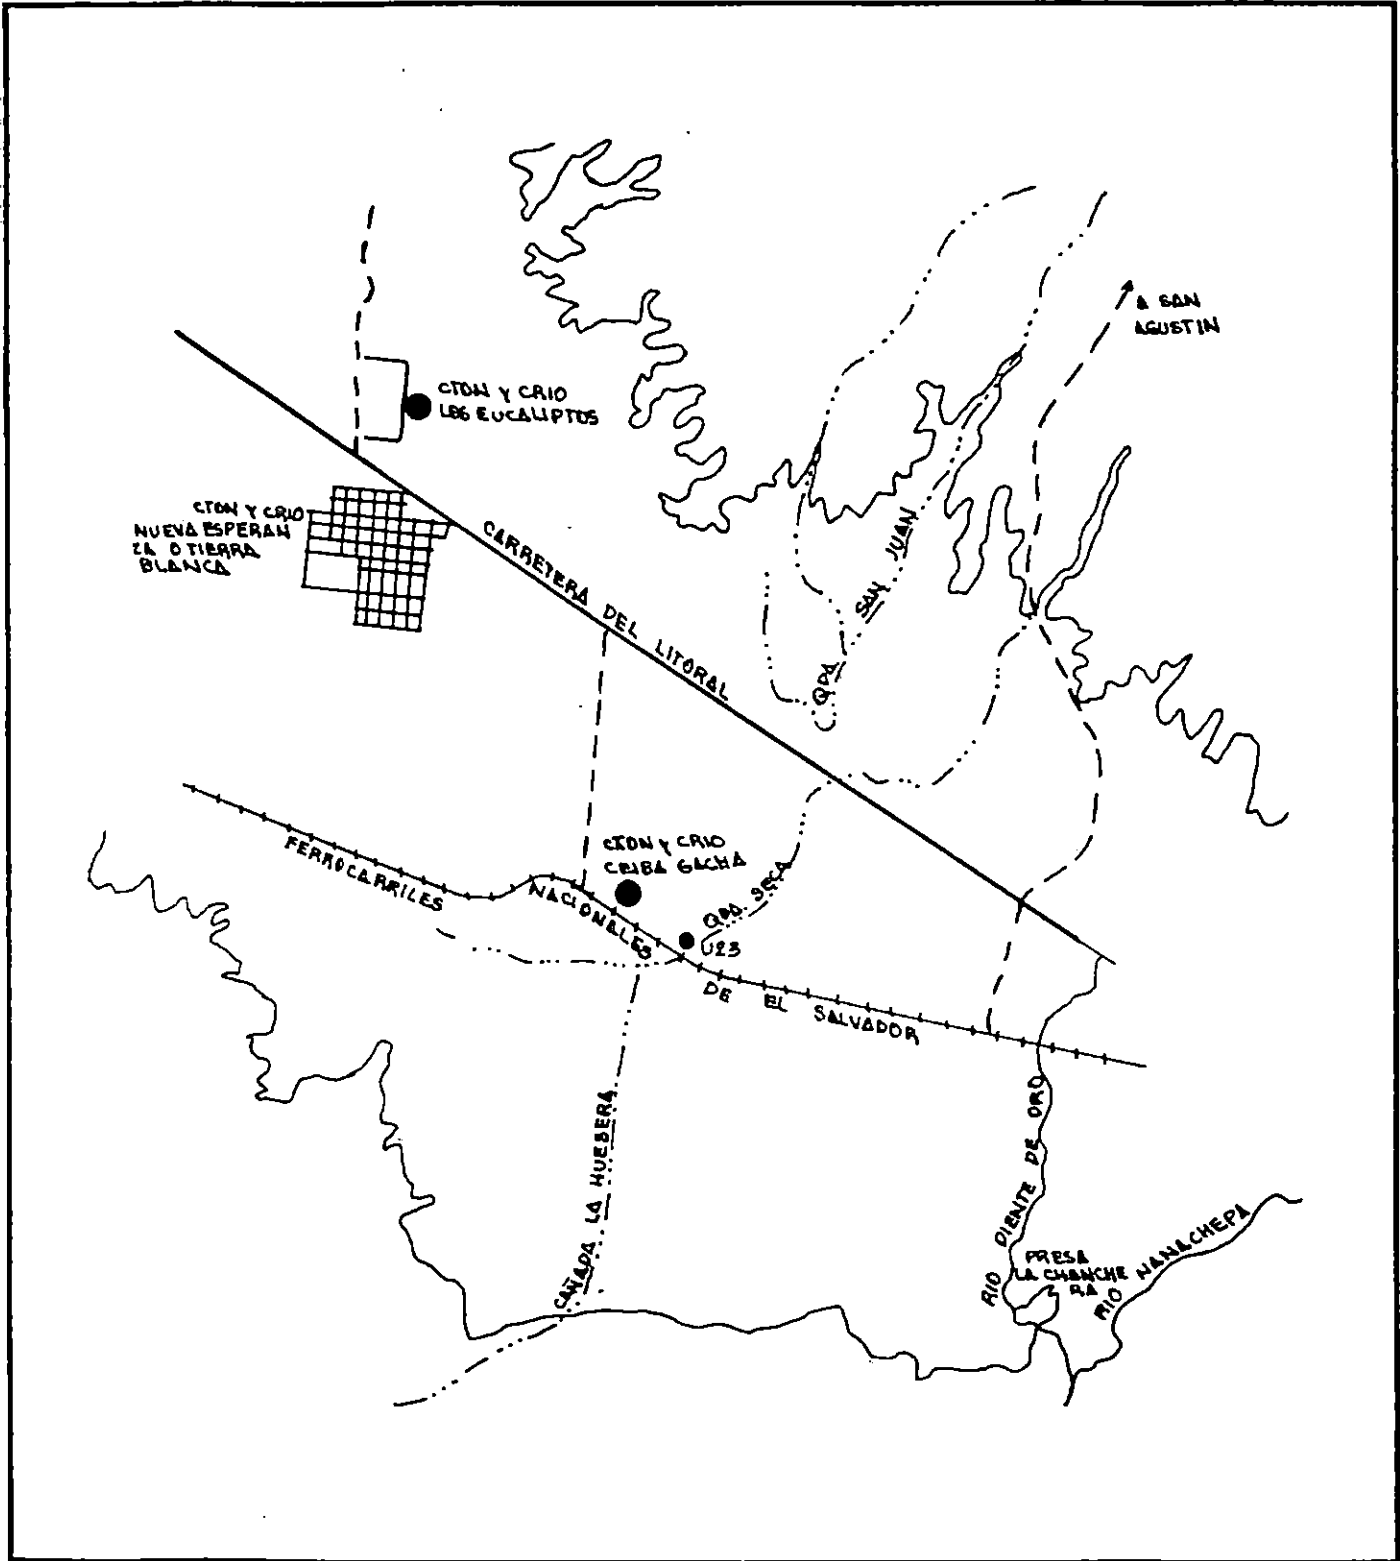 A SAN
AGUSTIN
CTON Y CRIO
LOS EUCALIPTOS
CTON Y CRIO
NUEVA ESPERAN
ZA O TIERRA
BLANCA
CARRETERA DEL LITORAL
QDA SAN JUAN
FERROCARRILES NACIONALES DE EL SALVADOR
CTON Y CRIO
CEIBA GACHA
QDA. SECA
U23
CAÑADA LA HUESERA
RIO DIENTE DE ORO
PRESA
LA CHANCHE
RA
RIO NANACHEPA